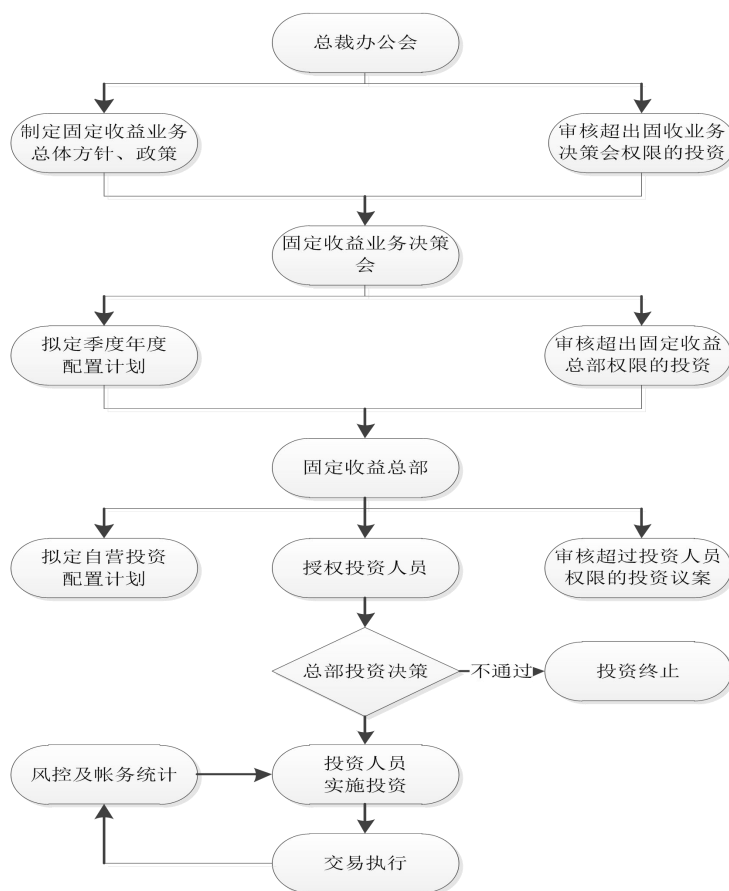 总裁办公会
制定固定收益业务
总体方针、政策
审核超出固收业务
决策会权限的投资
固定收益业务决策
会
拟定季度年度
配置计划
审核超出固定收益
总部权限的投资
固定收益总部
拟定自营投资
配置计划
授权投资人员
审核超过投资人员
权限的投资议案
总部投资决策
不通过
投资终止
风控及帐务统计
投资人员
实施投资
交易执行